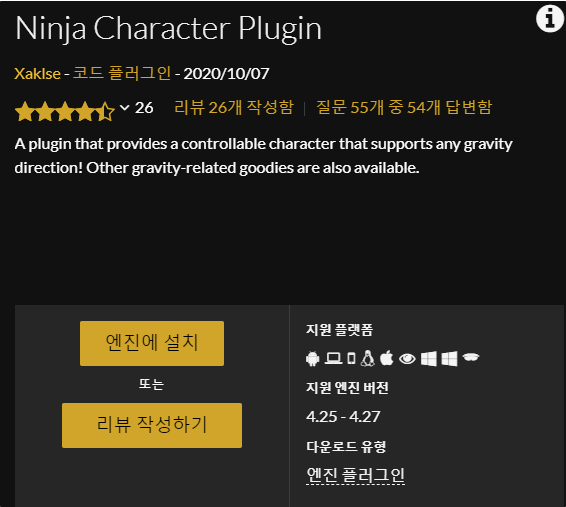 Ninja Character Plugin
Xaklse - 코드 플러그인 - 2020/10/07
26 리뷰 26개 작성함 | 질문 55개 중 54개 답변함
A plugin that provides a controllable character that supports any gravity
direction! Other gravity-related goodies are also available.
엔진에 설치
또는
리뷰 작성하기
지원 플랫폼
지원 엔진 버전
4.25 - 4.27
다운로드 유형
엔진 플러그인